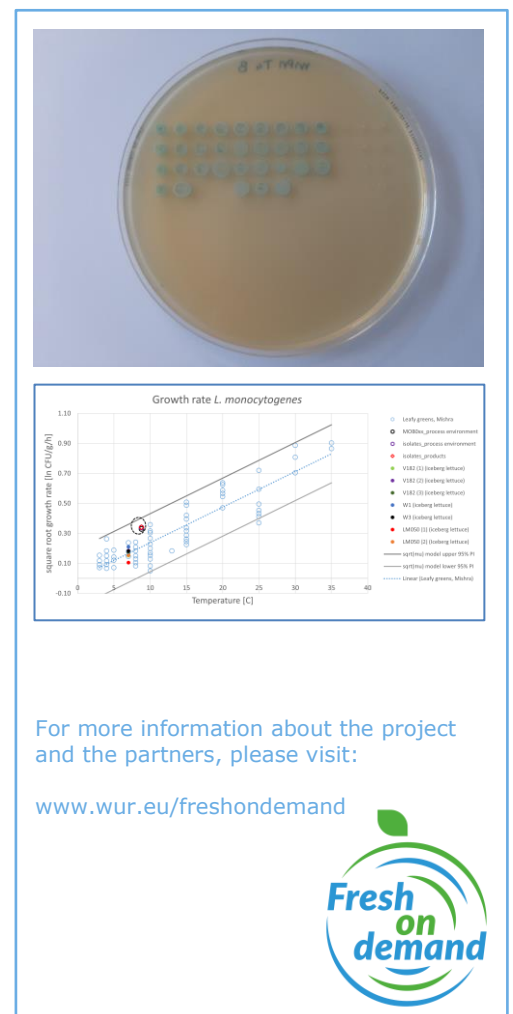 Growth rate L. monocytogenes
square root growth rate [ln CFU/g/h]
1.10
0.90
0.70
0.50
0.30
0.10
-0.10
0
5
10
15
20
25
30
35
40
Temperature [C]
Leafy greens, Mishra
isolates_process environment
isolates_products
V182 (1) (iceberg lettuce)
V182 (2) (iceberg lettuce)
V182 (3) (iceberg lettuce)
W1 (iceberg lettuce)
W3 (iceberg lettuce)
LM050 (1) (iceberg lettuce)
LM050 (2) (iceberg lettuce)
sqrt(mu) model upper 95% PI
sqrt(mu) model lower 95% PI
Linear (Leafy greens, Mishra)
For more information about the project
and the partners, please visit:
www.wur.eu/freshondemand
Fresh
on
demand